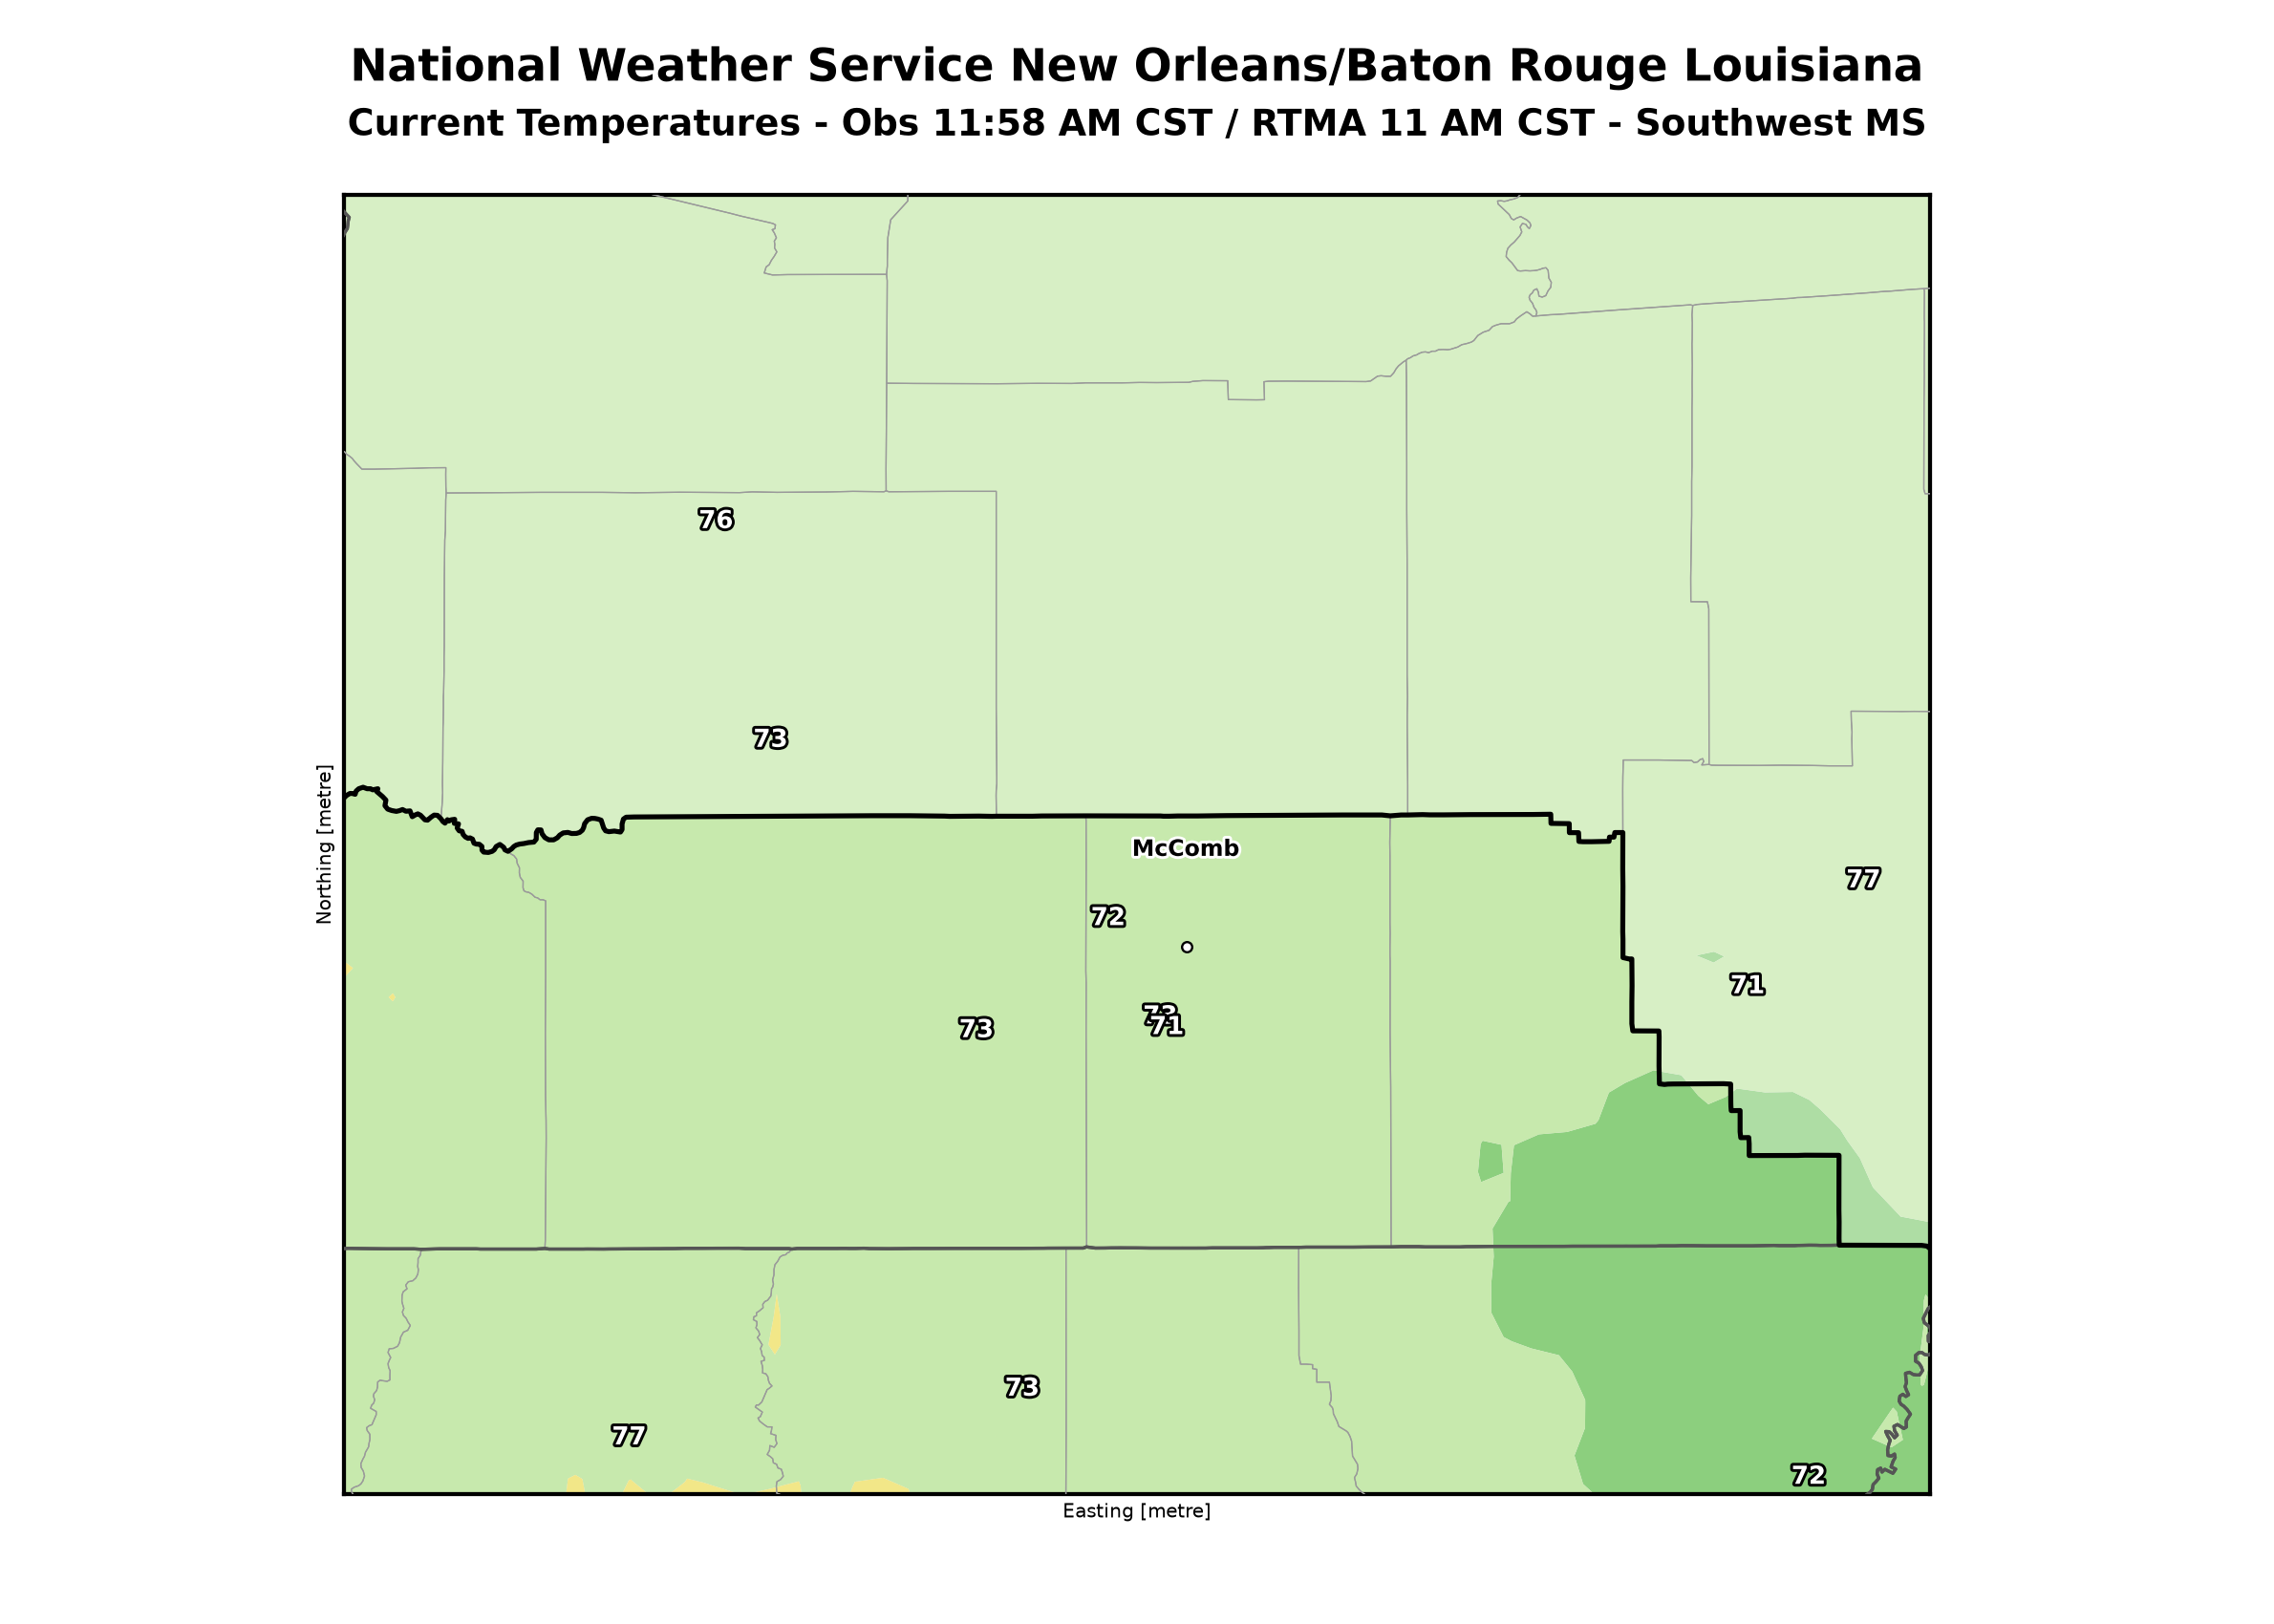 National Weather Service New Orleans/Baton Rouge Louisiana
Current Temperatures - Obs 11:58 AM CST / RTMA 11 AM CST - Southwest MS
76
73
McComb
77
72
71
73
71
73
77
72
Northing [metre]
Easting [metre]